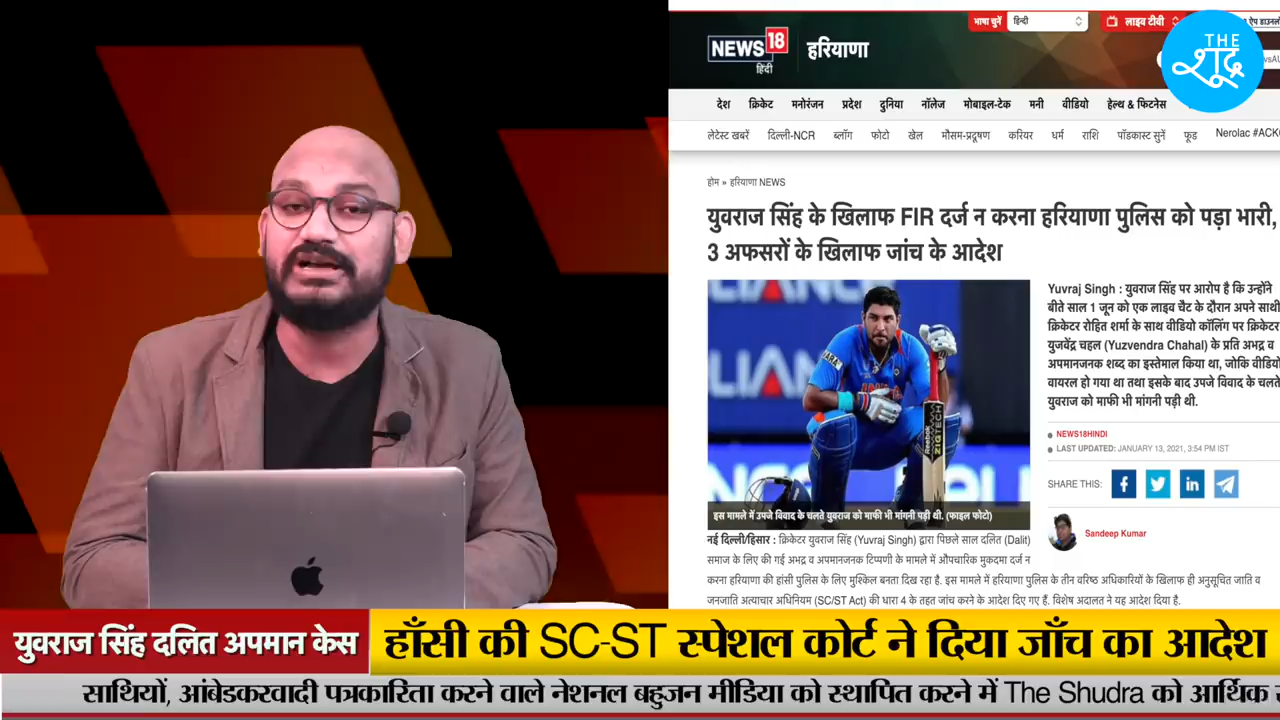 भाषा चुनें
हिन्दी
लाइव टीवी
THE
शूद्र
NEWS 18
हिंदी
हरियाणा
देश क्रिकेट मनोरंजन प्रदेश दुनिया नॉलेज मोबाइल-टेक मनी वीडियो हेल्थ & फिटनेस
लेटेस्ट खबरें दिल्ली-NCR ब्लॉग फोटो खेल मौसम-प्रदूषण करियर धर्म राशि पॉडकास्ट सुनें फूड Nerolac
होम » हरियाणा NEWS
युवराज सिंह के खिलाफ FIR दर्ज न करना हरियाणा पुलिस को पड़ा भारी,
3 अफसरों के खिलाफ जांच के आदेश
Yuvraj Singh : युवराज सिंह पर आरोप है कि उन्होंने
बीते साल 1 जून को एक लाइव चैट के दौरान अपने साथी
क्रिकेटर रोहित शर्मा के साथ वीडियो कॉलिंग पर क्रिकेटर
युजवेंद्र चहल (Yuzvendra Chahal) के प्रति अभद्र व
अपमानजनक शब्द का इस्तेमाल किया था, जोकि वीडियो
वायरल हो गया था तथा इसके बाद उपजे विवाद के चलते
युवराज को माफी भी मांगनी पड़ी थी.
NEWS18HINDI
LAST UPDATED: JANUARY 13, 2021, 3:54 PM IST
SHARE THIS:
Sandeep Kumar
इस मामले में उपजे विवाद के चलते युवराज को माफी भी मांगनी पड़ी थी. (फाइल फोटो)
नई दिल्ली/हिसार : क्रिकेटर युवराज सिंह (Yuvraj Singh) द्वारा पिछले साल दलित (Dalit)
समाज के लिए की गई अभद्र व अपमानजनक टिप्पणी के मामले में औपचारिक मुकदमा दर्ज न
करना हरियाणा की हांसी पुलिस के लिए मुश्किल बनता दिख रहा है. इस मामले में हरियाणा पुलिस के तीन वरिष्ठ अधिकारियों के खिलाफ ही अनुसूचित जाति व
जनजाति अत्याचार अधिनियम (SC/ST Act) की धारा 4 के तहत जांच करने के आदेश दिए गए हैं. विशेष अदालत ने यह आदेश दिया है.
युवराज सिंह दलित अपमान केस
हाँसी की SC-ST स्पेशल कोर्ट ने दिया जाँच का आदेश
साथियों, आंबेडकरवादी पत्रकारिता करने वाले नेशनल बहुजन मीडिया को स्थापित करने में The Shudra को आर्थिक